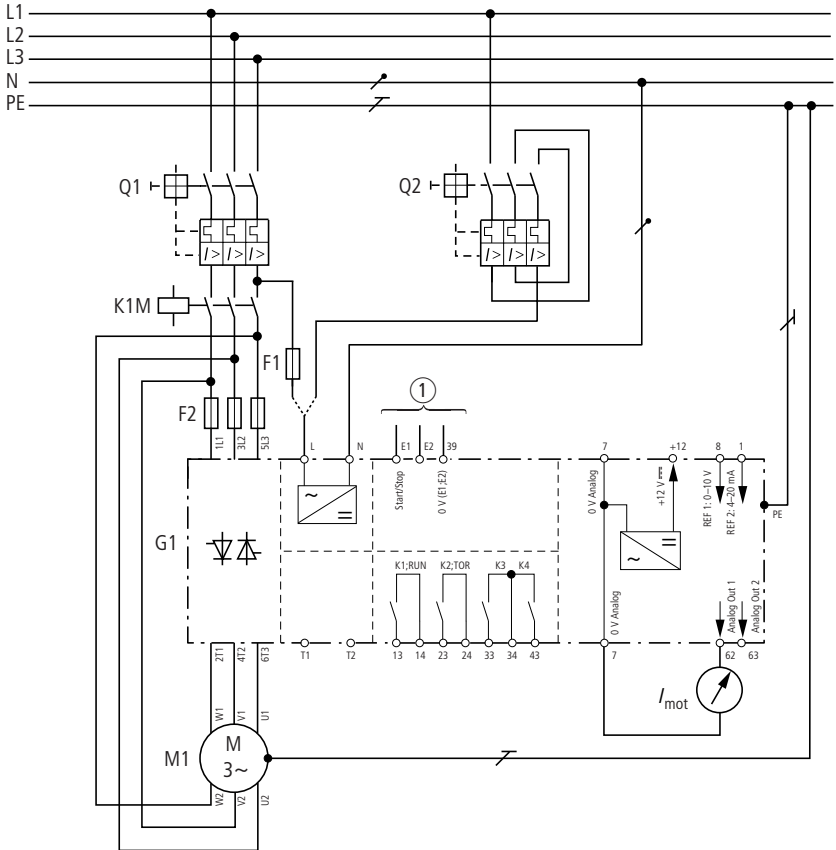 L1
L2
L3
N
PE
Q1
Q2
I> I> I>
I> I> I>
K1M
F1
1
F2
1L1
3L2
5L3
L
N
E1
E2
39
7
+12
8
1
Start/Stop
0 V (E1;E2)
0 V Analog
+12 V
REF 1: 0–10 V
REF 2: 4–20 mA
PE
~
=
G1
=
~
K1;RUN
K2;TOR
K3
K4
0 V Analog
Analog Out 1
Analog Out 2
2T1
4T2
6T3
T1
T2
13
14
23
24
33
34
43
7
62
63
Imot
W1
V1
U1
M1
M
3~
W2
V2
U2